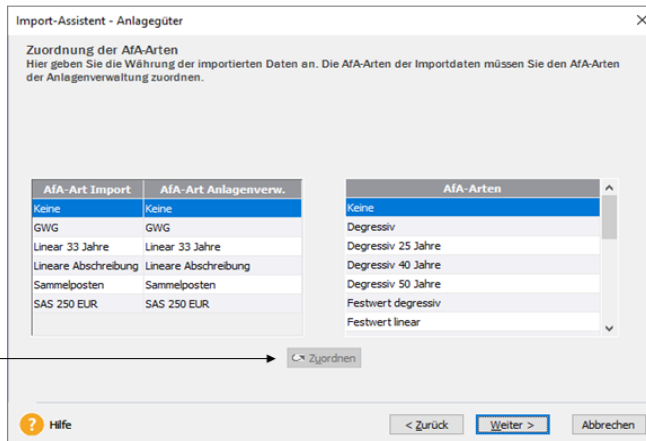 Import-Assistent - Anlagegüter
Zuordnung der AfA-Arten
Hier geben Sie die Währung der importierten Daten an. Die AfA-Arten der Importdaten müssen Sie den AfA-Arten
der Anlagenverwaltung zuordnen.
AfA-Art Import AfA-Art Anlagenverw.
Keine Keine
GWG GWG
Linear 33 Jahre Linear 33 Jahre
Lineare Abschreibung Lineare Abschreibung
Sammelposten Sammelposten
SAS 250 EUR SAS 250 EUR
AfA-Arten
Keine
Degressiv
Degressiv 25 Jahre
Degressiv 40 Jahre
Degressiv 50 Jahre
Festwert degressiv
Festwert linear
Zuordnen
? Hilfe
< Zurück Weiter > Abbrechen